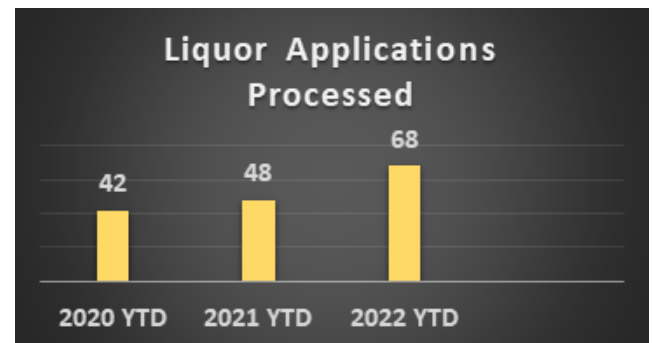 Liquor Applications
Processed
68
48
42
2020 YTD 2021 YTD 2022 YTD